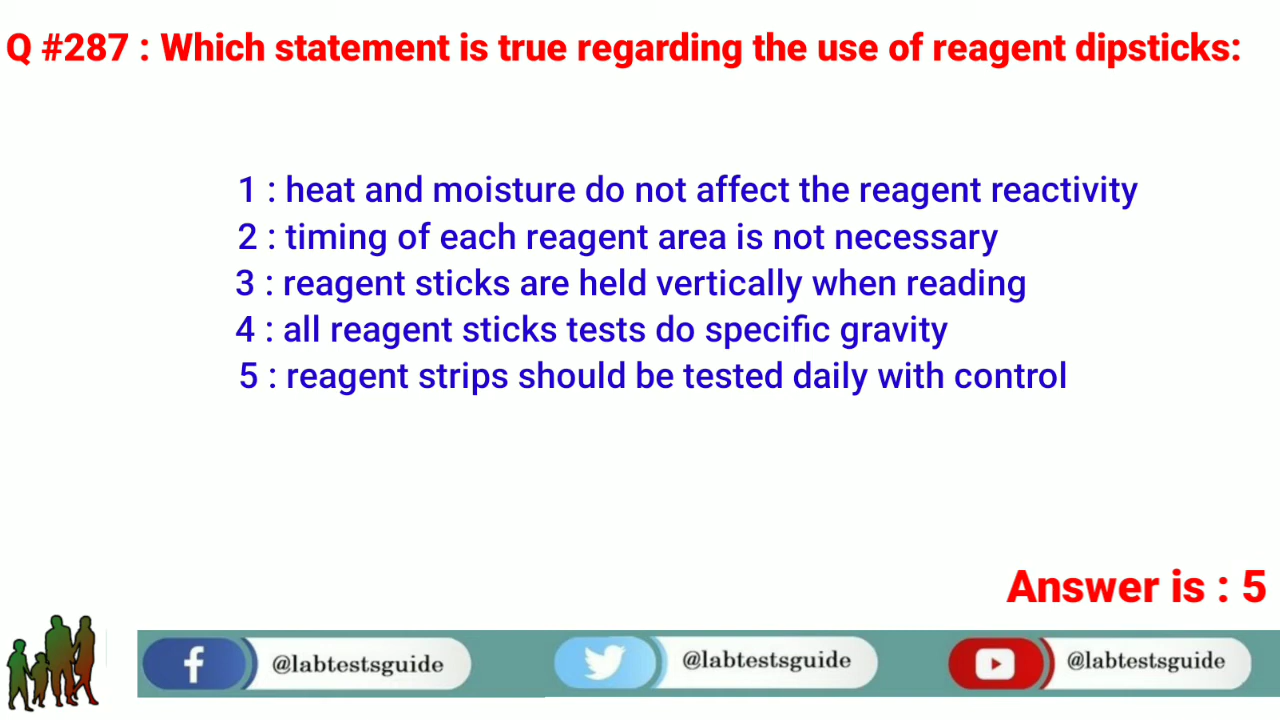 Q #287 : Which statement is true regarding the use of reagent dipsticks:
1 : heat and moisture do not affect the reagent reactivity
2 : timing of each reagent area is not necessary
3 : reagent sticks are held vertically when reading
4 : all reagent sticks tests do specific gravity
5 : reagent strips should be tested daily with control
Answer is : 5
@labtestsguide
@labtestsguide
@labtestsguide